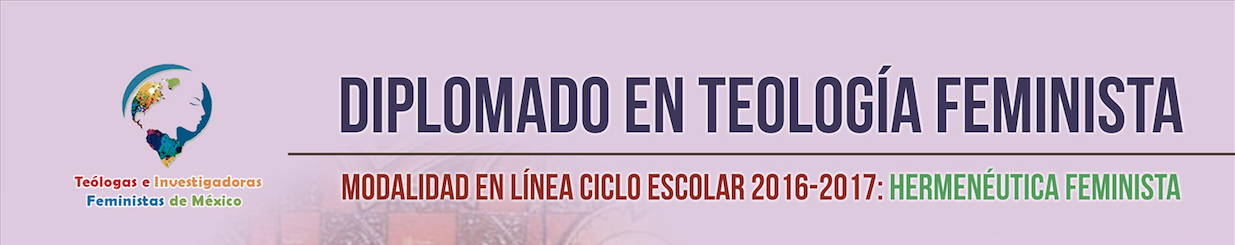 DIPLOMADO EN TEOLOGÍA FEMINISTA
Teólogas e Investigadoras
Feministas de México
MODALIDAD EN LÍNEA CICLO ESCOLAR 2016-2017: HERMENÉUTICA FEMINISTA